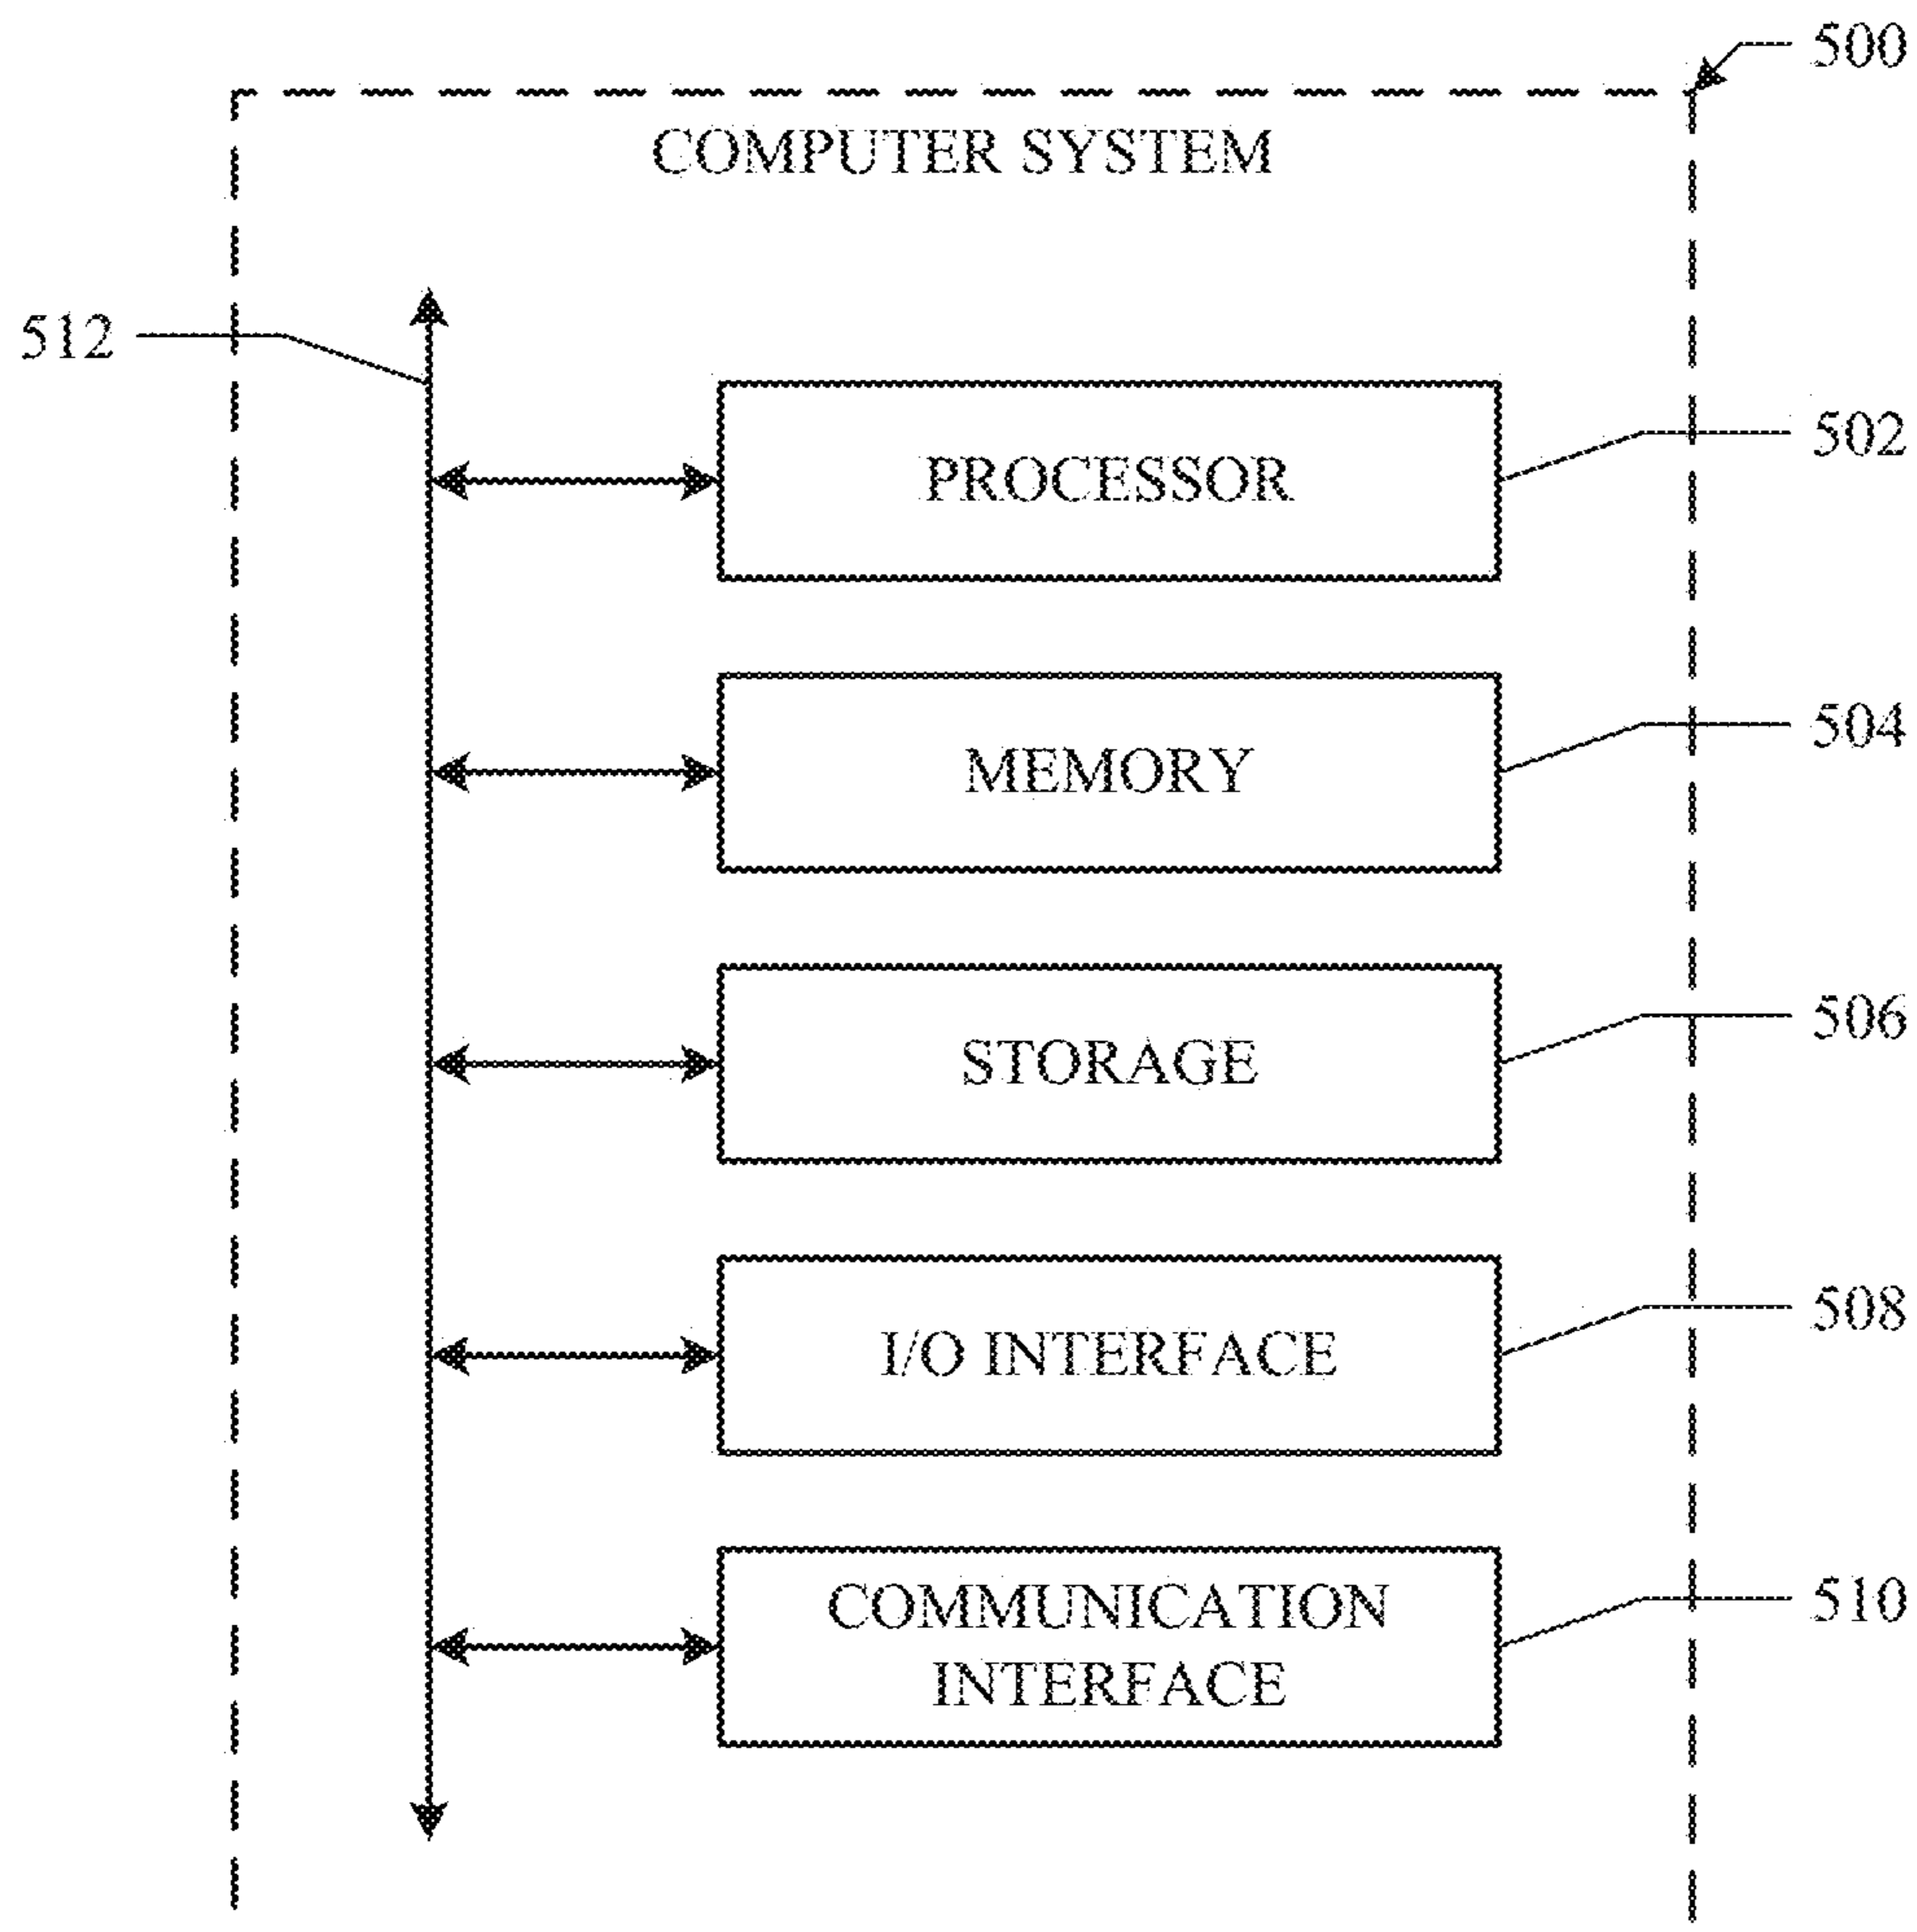 500
COMPUTER SYSTEM
512
PROCESSOR
502
MEMORY
504
STORAGE
506
I/O INTERFACE
508
COMMUNICATION
INTERFACE
510